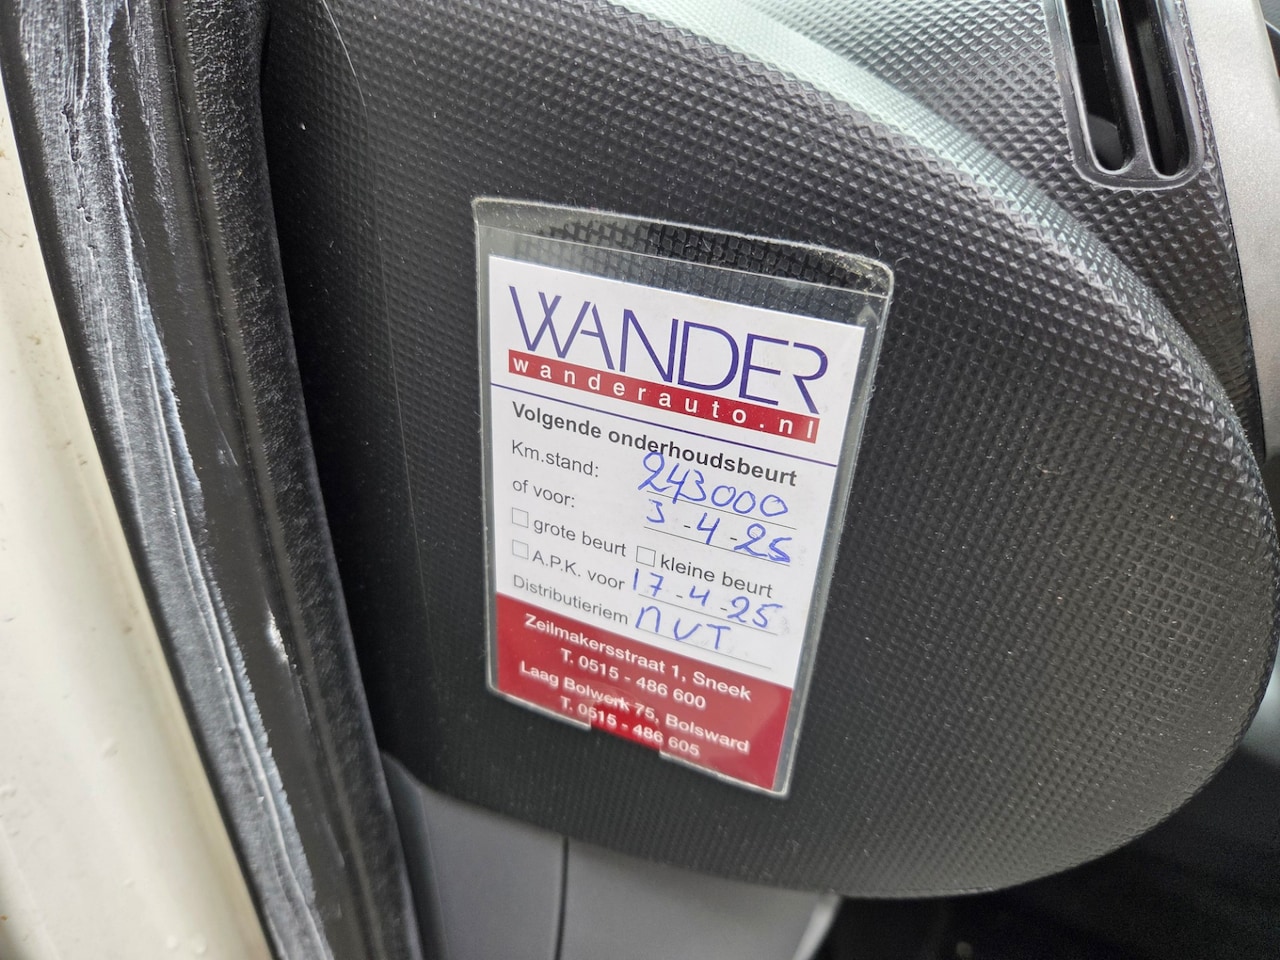 WANDER
wanderauto.nl
Volgende onderhoudsbeurt
Km.stand: 243000
of voor: 3-4-25
grote beurt kleine beurt
A.P.K. voor 17-4-25
Distributieriem NVT
Zeilmakersstraat 1, Sneek
T. 0515 - 486 600
Laag Bolwerk 75, Bolsward
T. 0515 - 486 605